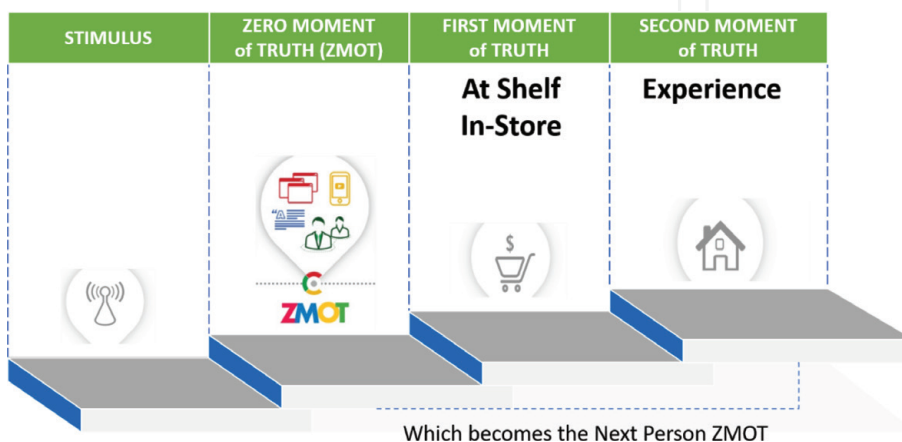 STIMULUS
ZERO MOMENT
of TRUTH (ZMOT)
FIRST MOMENT
of TRUTH
SECOND MOMENT
of TRUTH
At Shelf
In-Store
Experience
"A
$
ZMOT
Which becomes the Next Person ZMOT